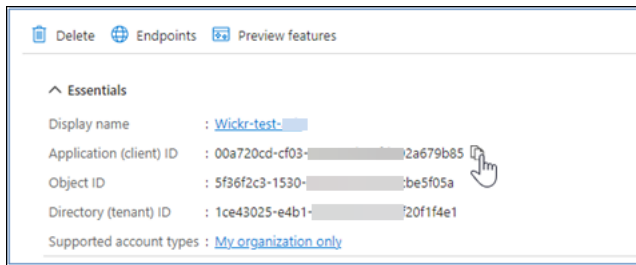 Delete Endpoints Preview features
Essentials
Display name : Wickr-test-
Application (client) ID : 00a720cd-cf03- 02a679b85
Object ID : 5f36f2c3-1530- be5f05a
Directory (tenant) ID : 1ce43025-e4b1- f20f1f4e1
Supported account types : My organization only